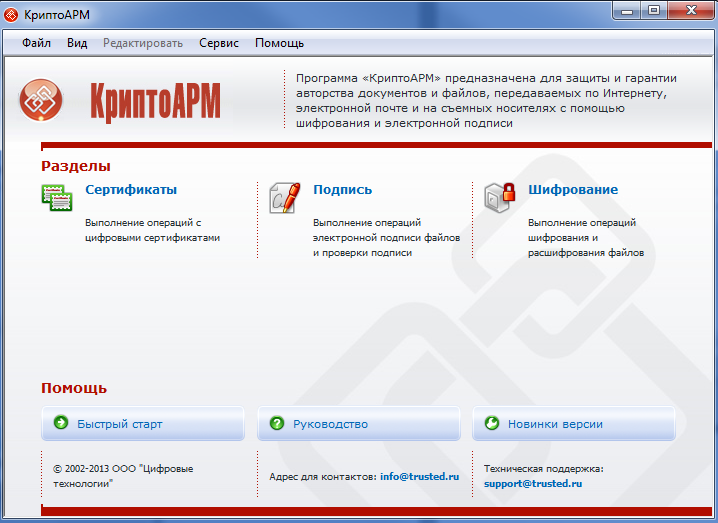 КриптоАРМ
Файл Вид Редактировать Сервис Помощь
КриптоАРМ
Программа «КриптоАРМ» предназначена для защиты и гарантии
авторства документов и файлов, передаваемых по Интернету,
электронной почте и на съемных носителях с помощью
шифрования и электронной подписи
Разделы
Сертификаты
Выполнение операций с
цифровыми сертификатами
Подпись
Выполнение операций
электронной подписи файлов
и проверки подписи
Шифрование
Выполнение операций
шифрования и
расшифрования файлов
Помощь
Быстрый старт
Руководство
Новинки версии
© 2002-2013 ООО "Цифровые
технологии"
Адрес для контактов: info@trusted.ru
Техническая поддержка:
support@trusted.ru